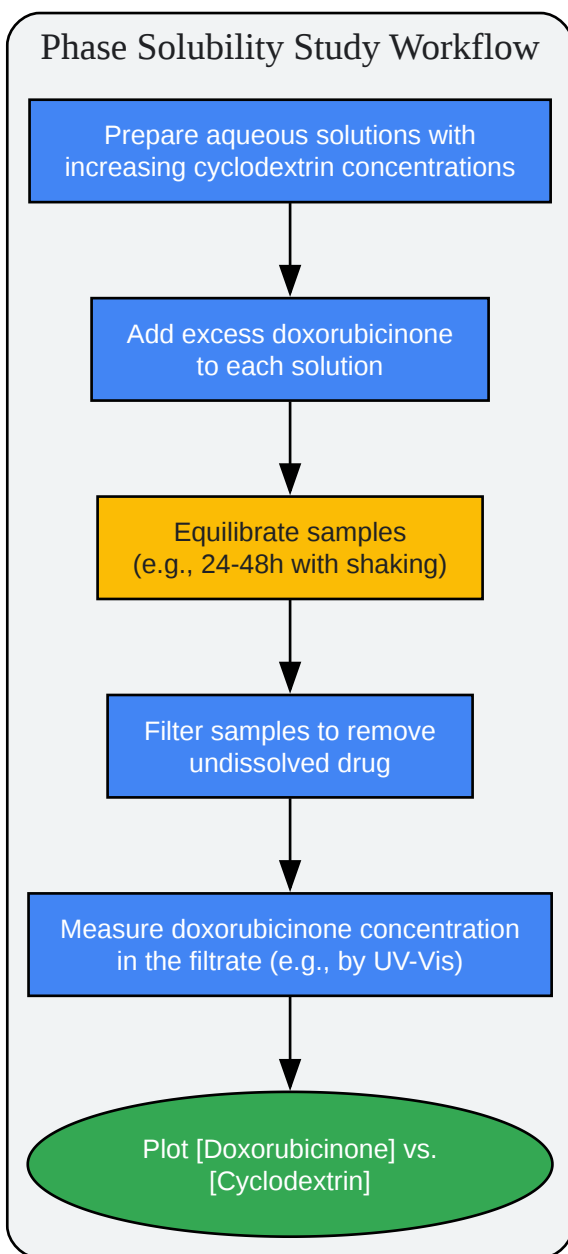 Phase Solubility Study Workflow
Prepare aqueous solutions with
increasing cyclodextrin concentrations
Add excess doxorubicinone
to each solution
Equilibrate samples
(e.g., 24-48h with shaking)
Filter samples to remove
undissolved drug
Measure doxorubicinone concentration
in the filtrate (e.g., by UV-Vis)
Plot [Doxorubicinone] vs.
[Cyclodextrin]